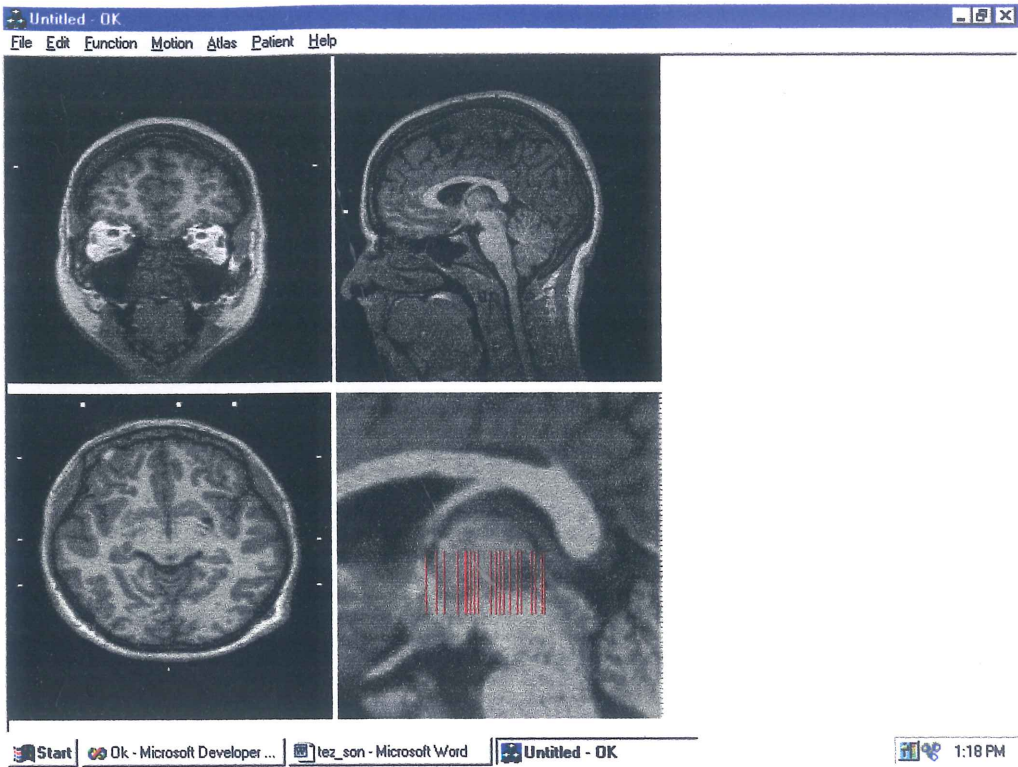 Untitled - OK
File Edit Function Motion Atlas Patient Help
Start Ok - Microsoft Developer ... tez_son - Microsoft Word Untitled - OK 1:18 PM